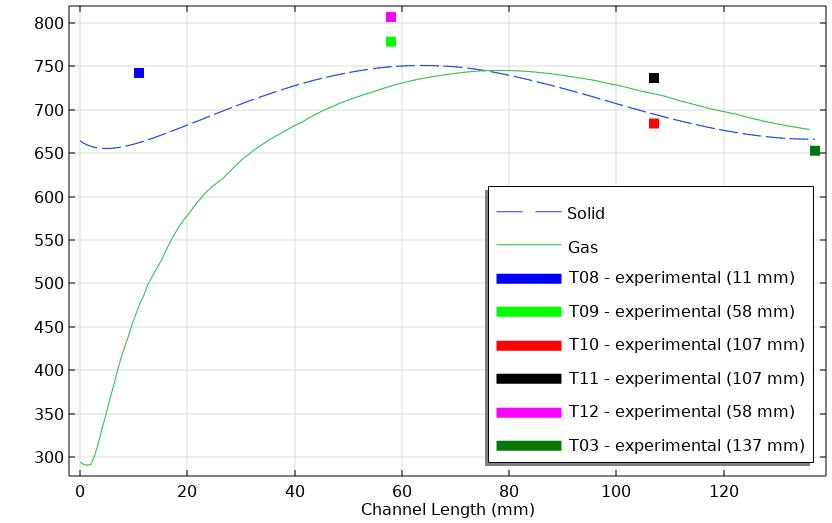 800
750
700
650
600
550
500
450
400
350
300
Solid
Gas
T08 - experimental (11 mm)
T09 - experimental (58 mm)
T10 - experimental (107 mm)
T11 - experimental (107 mm)
T12 - experimental (58 mm)
T03 - experimental (137 mm)
0 20 40 60 80 100 120
Channel Length (mm)